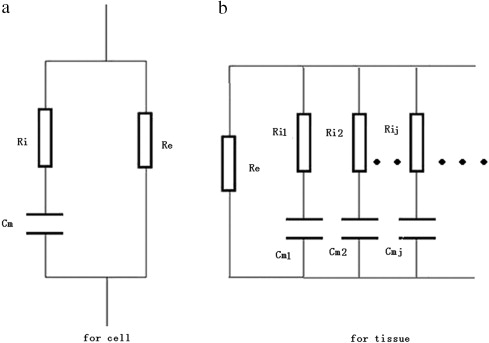 a
b
Ri
Re
Cm
for cell
Re
Ri1
Ri2
Rij
Cm1
Cm2
Cmj
for tissue